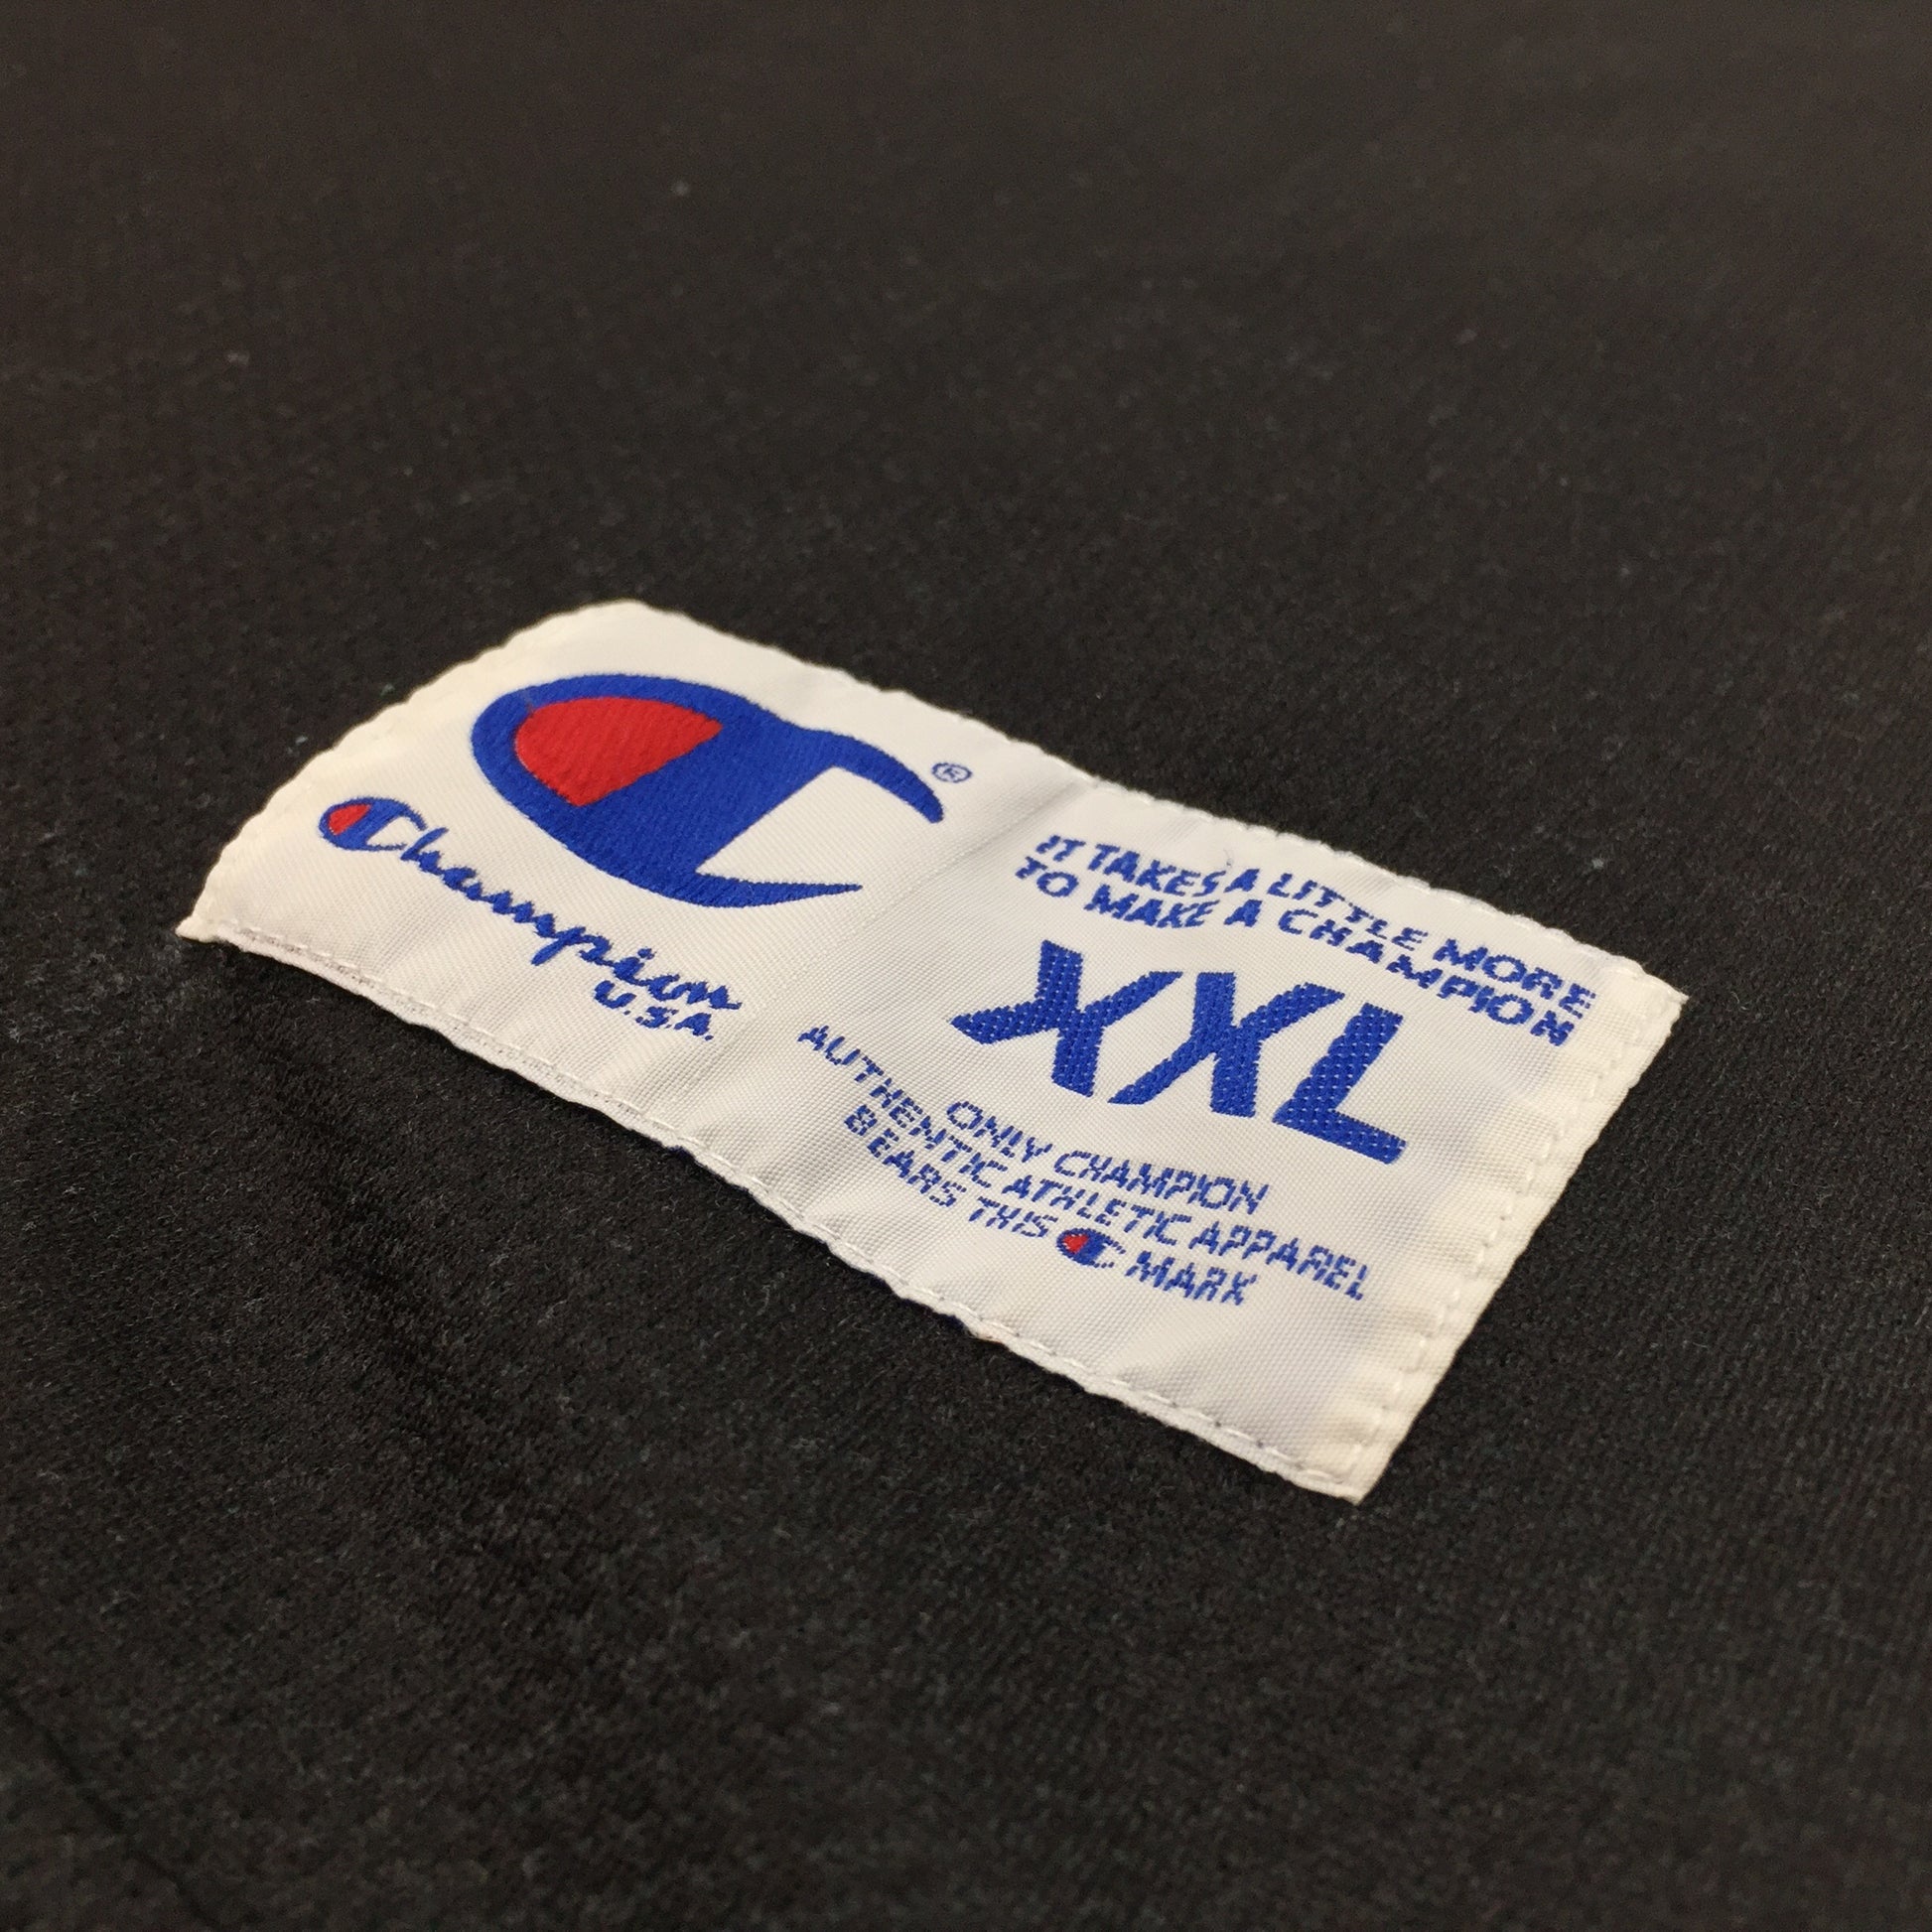 ®
Champion
U.S.A.
IT TAKES A LITTLE MORE
TO MAKE A CHAMPION
XXL
ONLY CHAMPION
AUTHENTIC ATHLETIC APPAREL
BEARS THIS C MARK